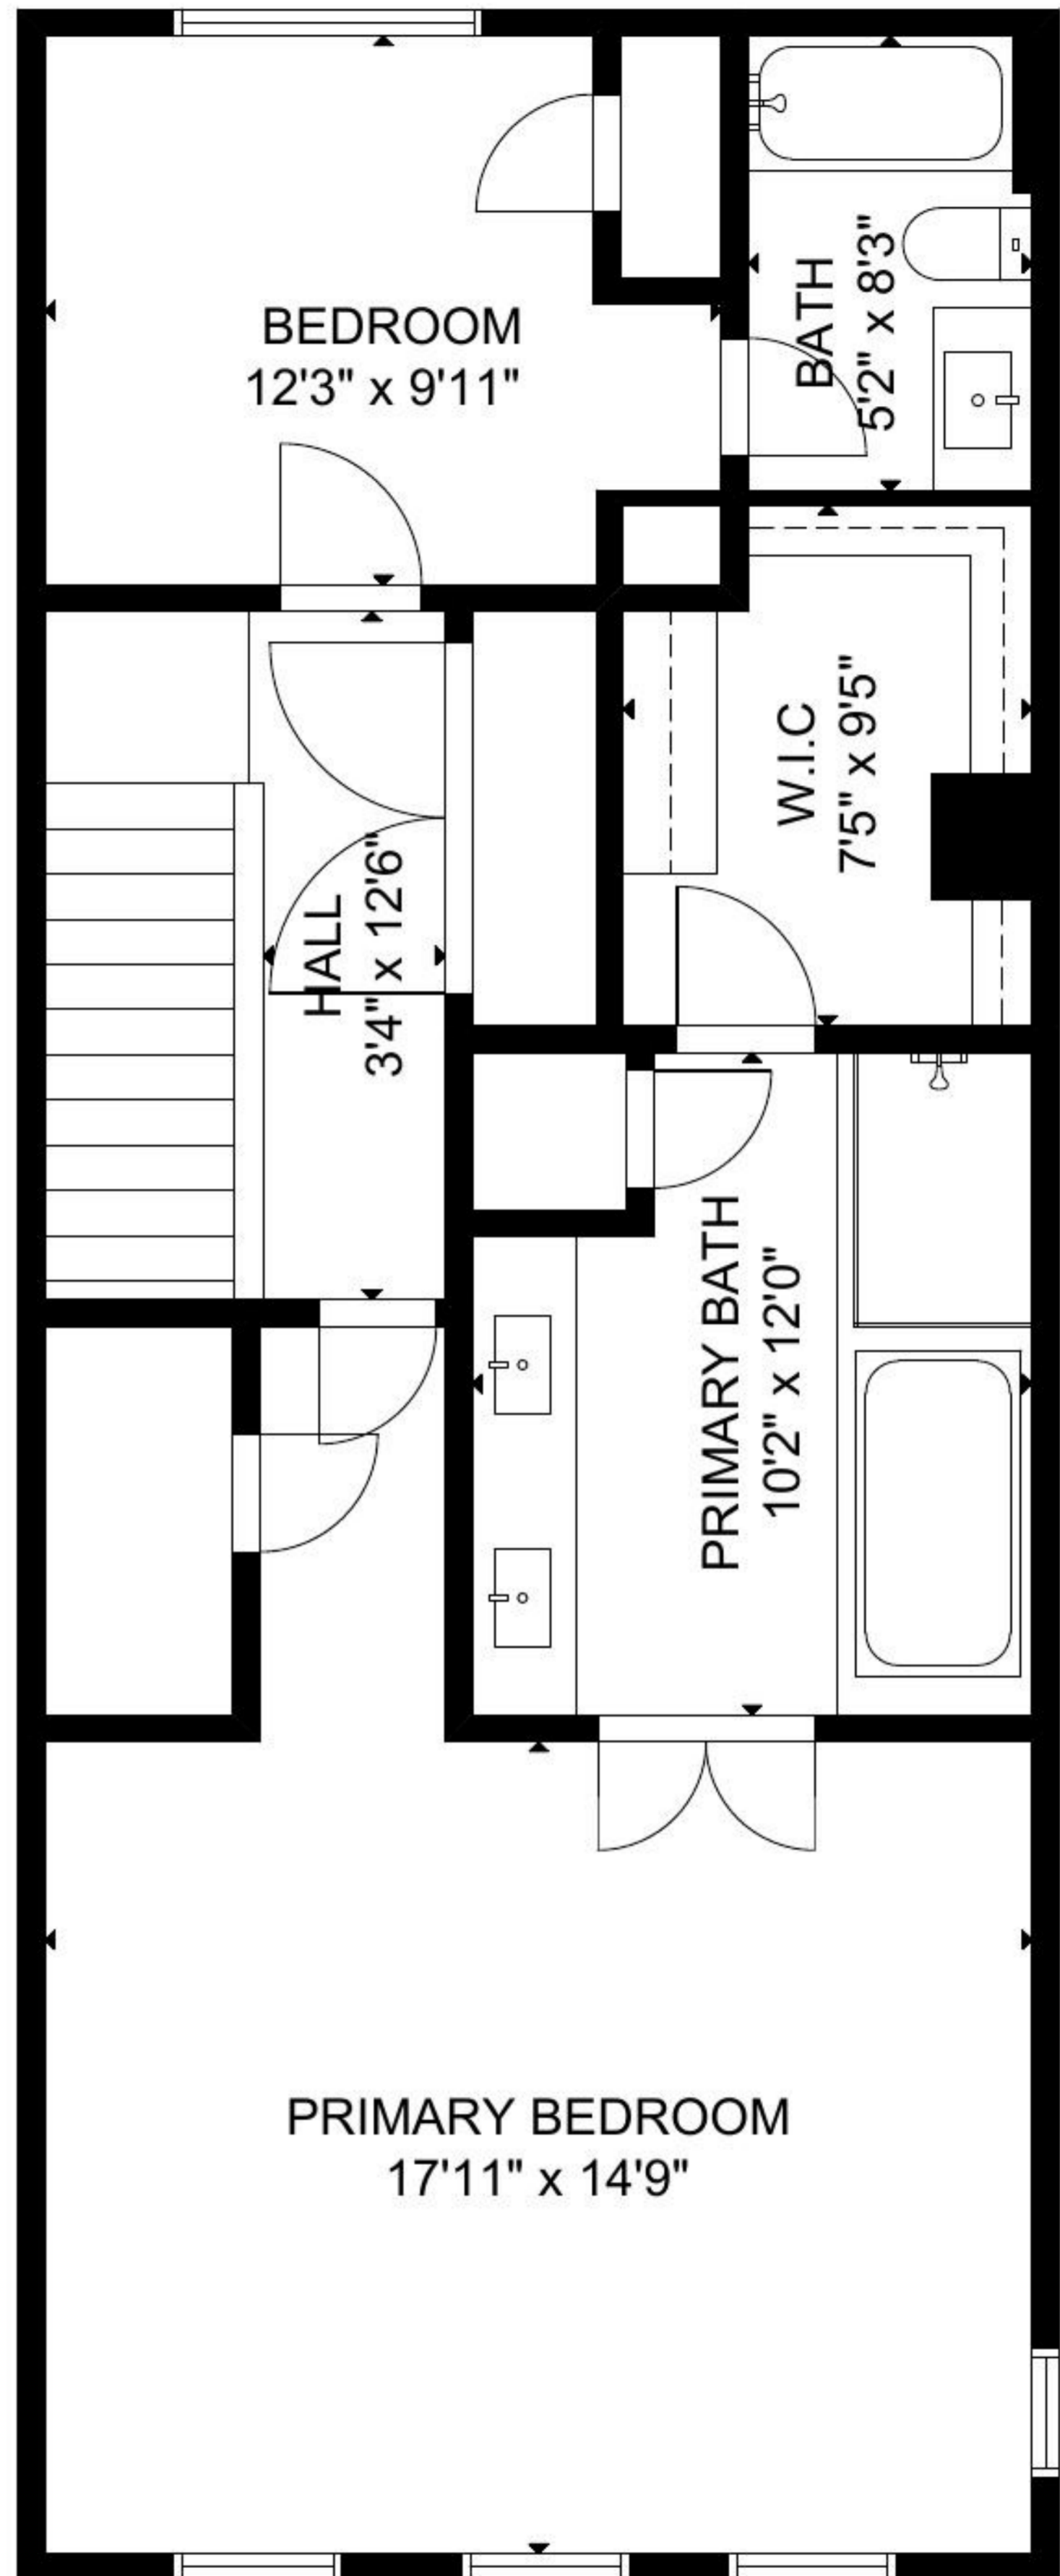 BEDROOM
12'3" x 9'11"
BATH
5'2" x 8'3"
W.I.C
7'5" x 9'5"
HALL
3'4" x 12'6"
PRIMARY BATH
10'2" x 12'0"
PRIMARY BEDROOM
17'11" x 14'9"